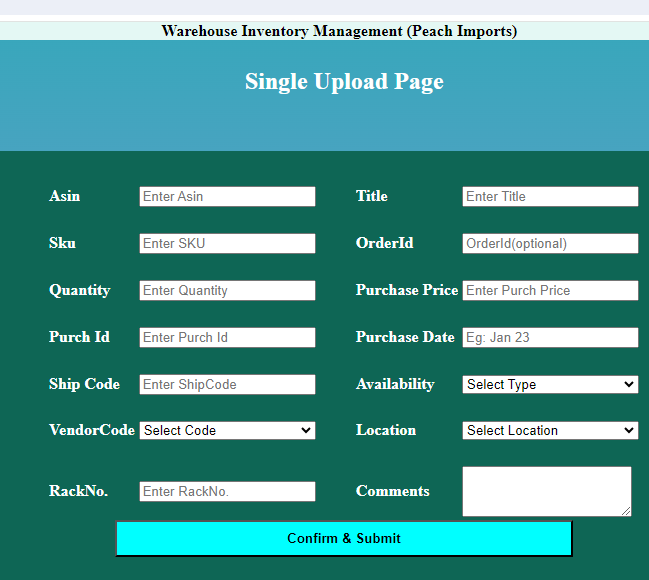 Warehouse Inventory Management (Peach Imports)
Single Upload Page
Asin Enter Asin Title Enter Title
Sku Enter SKU OrderId OrderId(optional)
Quantity Enter Quantity Purchase Price Enter Purch Price
Purch Id Enter Purch Id Purchase Date Eg: Jan 23
Ship Code Enter ShipCode Availability Select Type
VendorCode Select Code Location Select Location
RackNo. Enter RackNo. Comments
Confirm & Submit